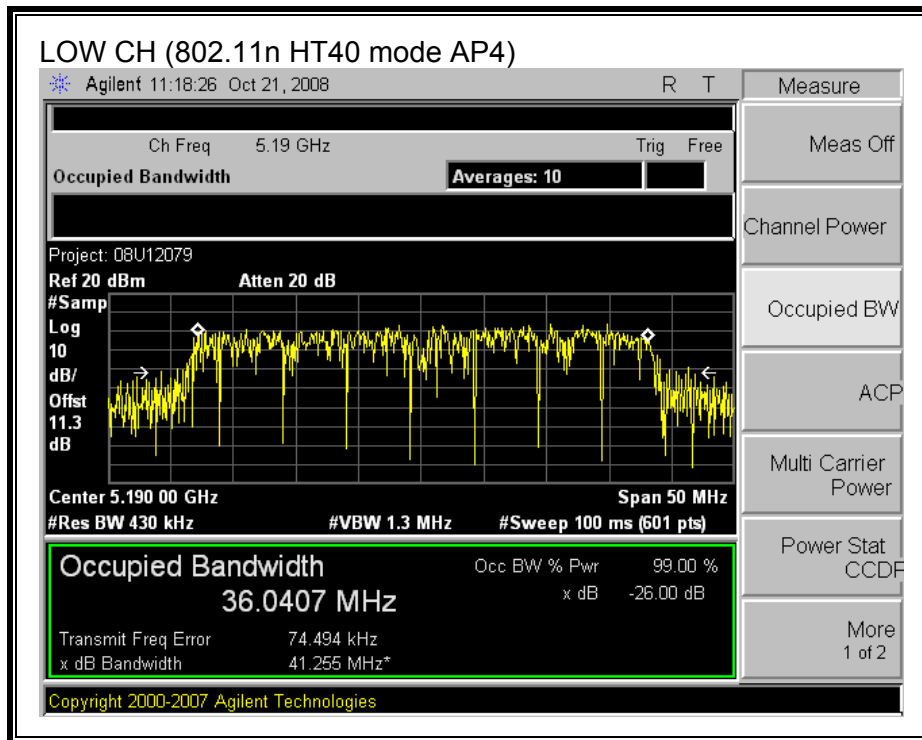 LOW CH (802.11n HT40 mode AP4)
Agilent 11:18:26 Oct 21, 2008 R T
Ch Freq 5.19 GHz Trig Free
Occupied Bandwidth Averages: 10
Project: 08U12079
Ref 20 dBm Atten 20 dB
#Samp
Log
10
dB/
Offst
11.3
dB
Center 5.190 00 GHz Span 50 MHz
#Res BW 430 kHz #VBW 1.3 MHz #Sweep 100 ms (601 pts)
Occupied Bandwidth Occ BW % Pwr 99.00 %
36.0407 MHz x dB -26.00 dB
Transmit Freq Error 74.494 kHz
x dB Bandwidth 41.255 MHz*
Copyright 2000-2007 Agilent Technologies
Measure
Meas Off
Channel Power
Occupied BW
ACP
Multi Carrier
Power
Power Stat
CCDF
More
1 of 2